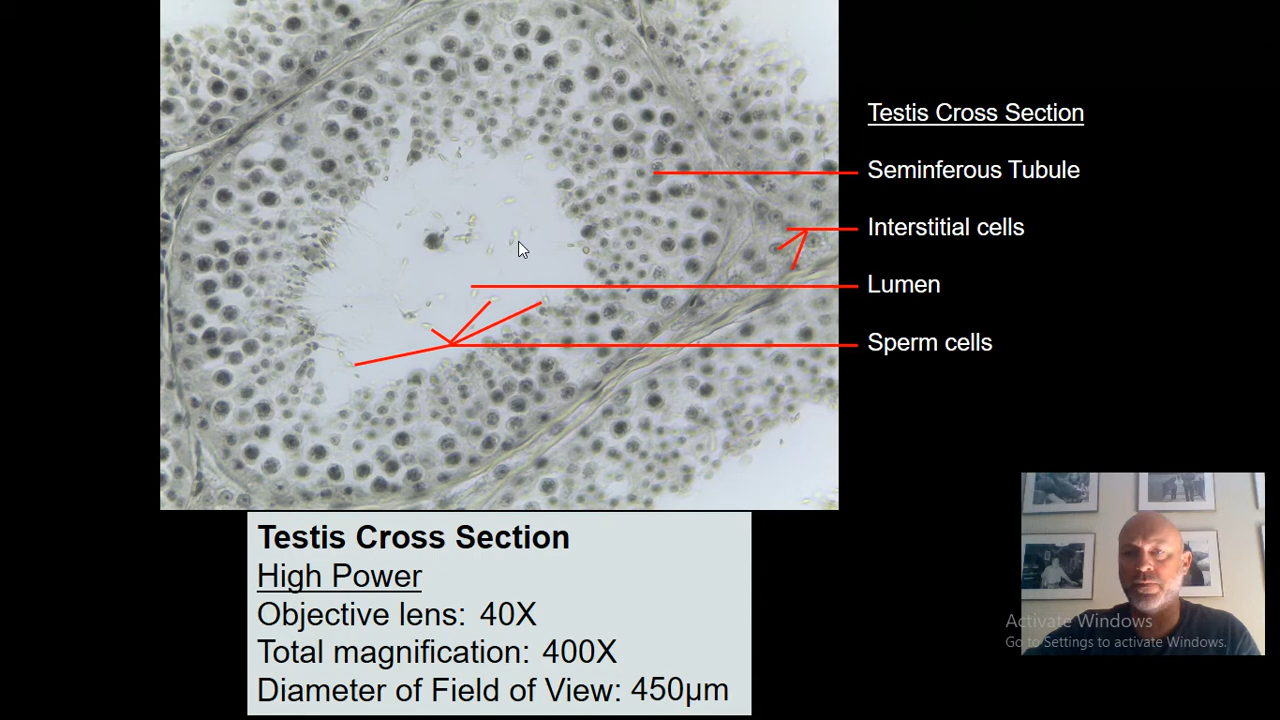 Testis Cross Section
Seminferous Tubule
Interstitial cells
Lumen
Sperm cells
Testis Cross Section
High Power
Objective lens: 40X
Total magnification: 400X
Diameter of Field of View: 450µm
Activate Windows
Go to Settings to activate Windows.